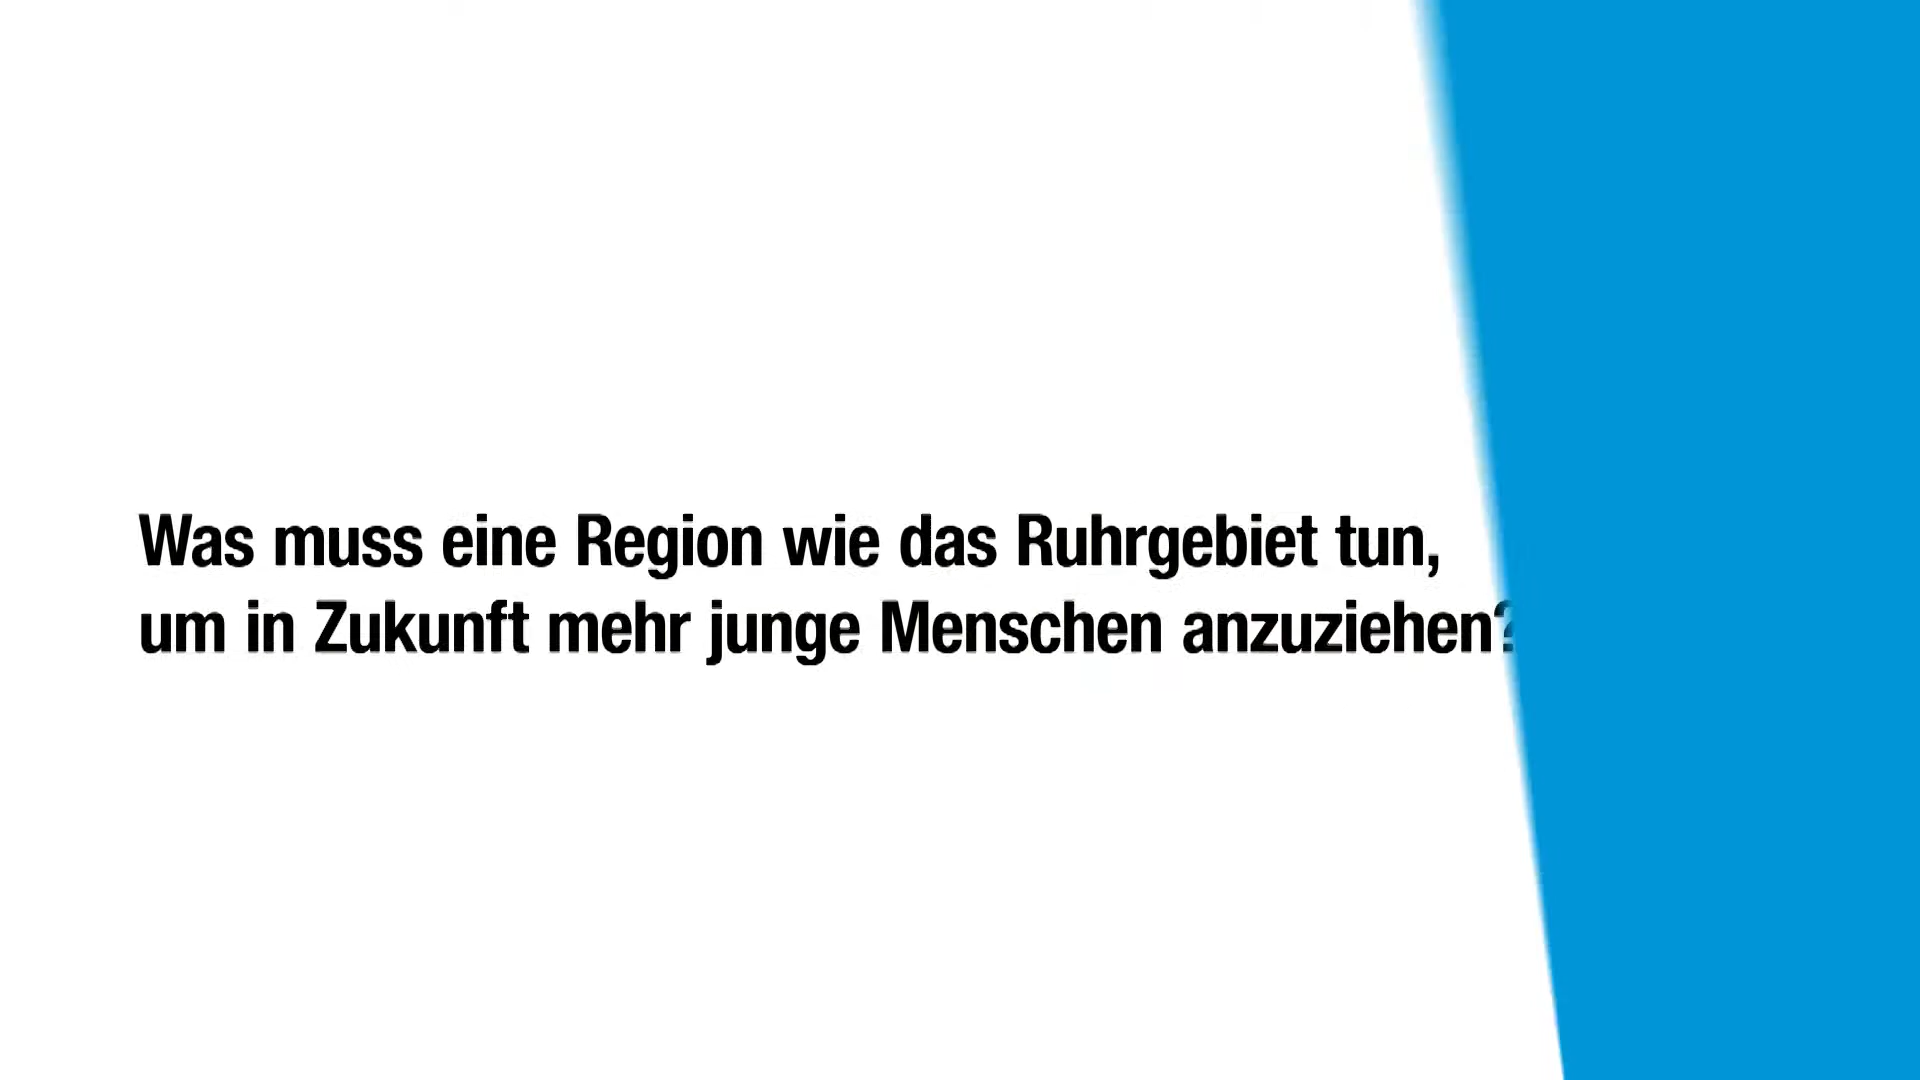 Was muss eine Region wie das Ruhrgebiet tun,
um in Zukunft mehr junge Menschen anzuziehen?